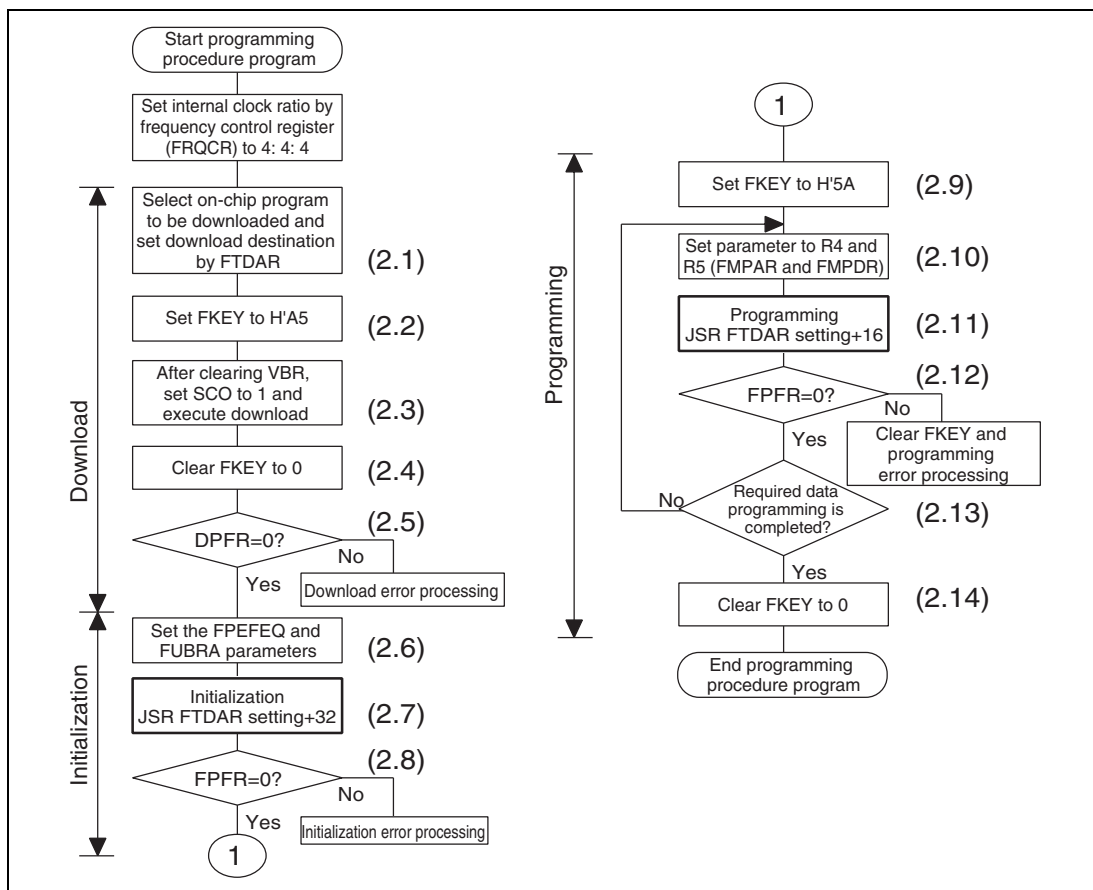 Start programming
procedure program
Set internal clock ratio by
frequency control register
(FRQCR) to 4: 4: 4
Download
Select on-chip program
to be downloaded and
set download destination
by FTDAR
(2.1)
Set FKEY to H'A5
(2.2)
After clearing VBR,
set SCO to 1 and
execute download
(2.3)
Clear FKEY to 0
(2.4)
DPFR=0?
(2.5)
No
Yes
Download error processing
Initialization
Set the FPEFEQ and
FUBRA parameters
(2.6)
Initialization
JSR FTDAR setting+32
(2.7)
FPFR=0?
(2.8)
No
Yes
Initialization error processing
1
1
Programming
Set FKEY to H'5A
(2.9)
Set parameter to R4 and
R5 (FMPAR and FMPDR)
(2.10)
Programming
JSR FTDAR setting+16
(2.11)
FPFR=0?
(2.12)
No
Yes
Clear FKEY and
programming
error processing
No
Required data
programming is
completed?
(2.13)
Yes
Clear FKEY to 0
(2.14)
End programming
procedure program